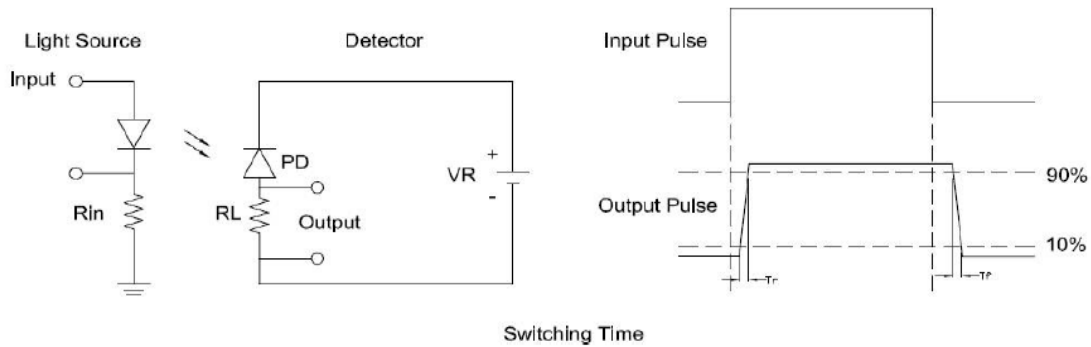 Light Source
Detector
Input
PD
Rin
RL
Output
VR
+
-
Input Pulse
Output Pulse
90%
10%
Tr
Tf
Switching Time